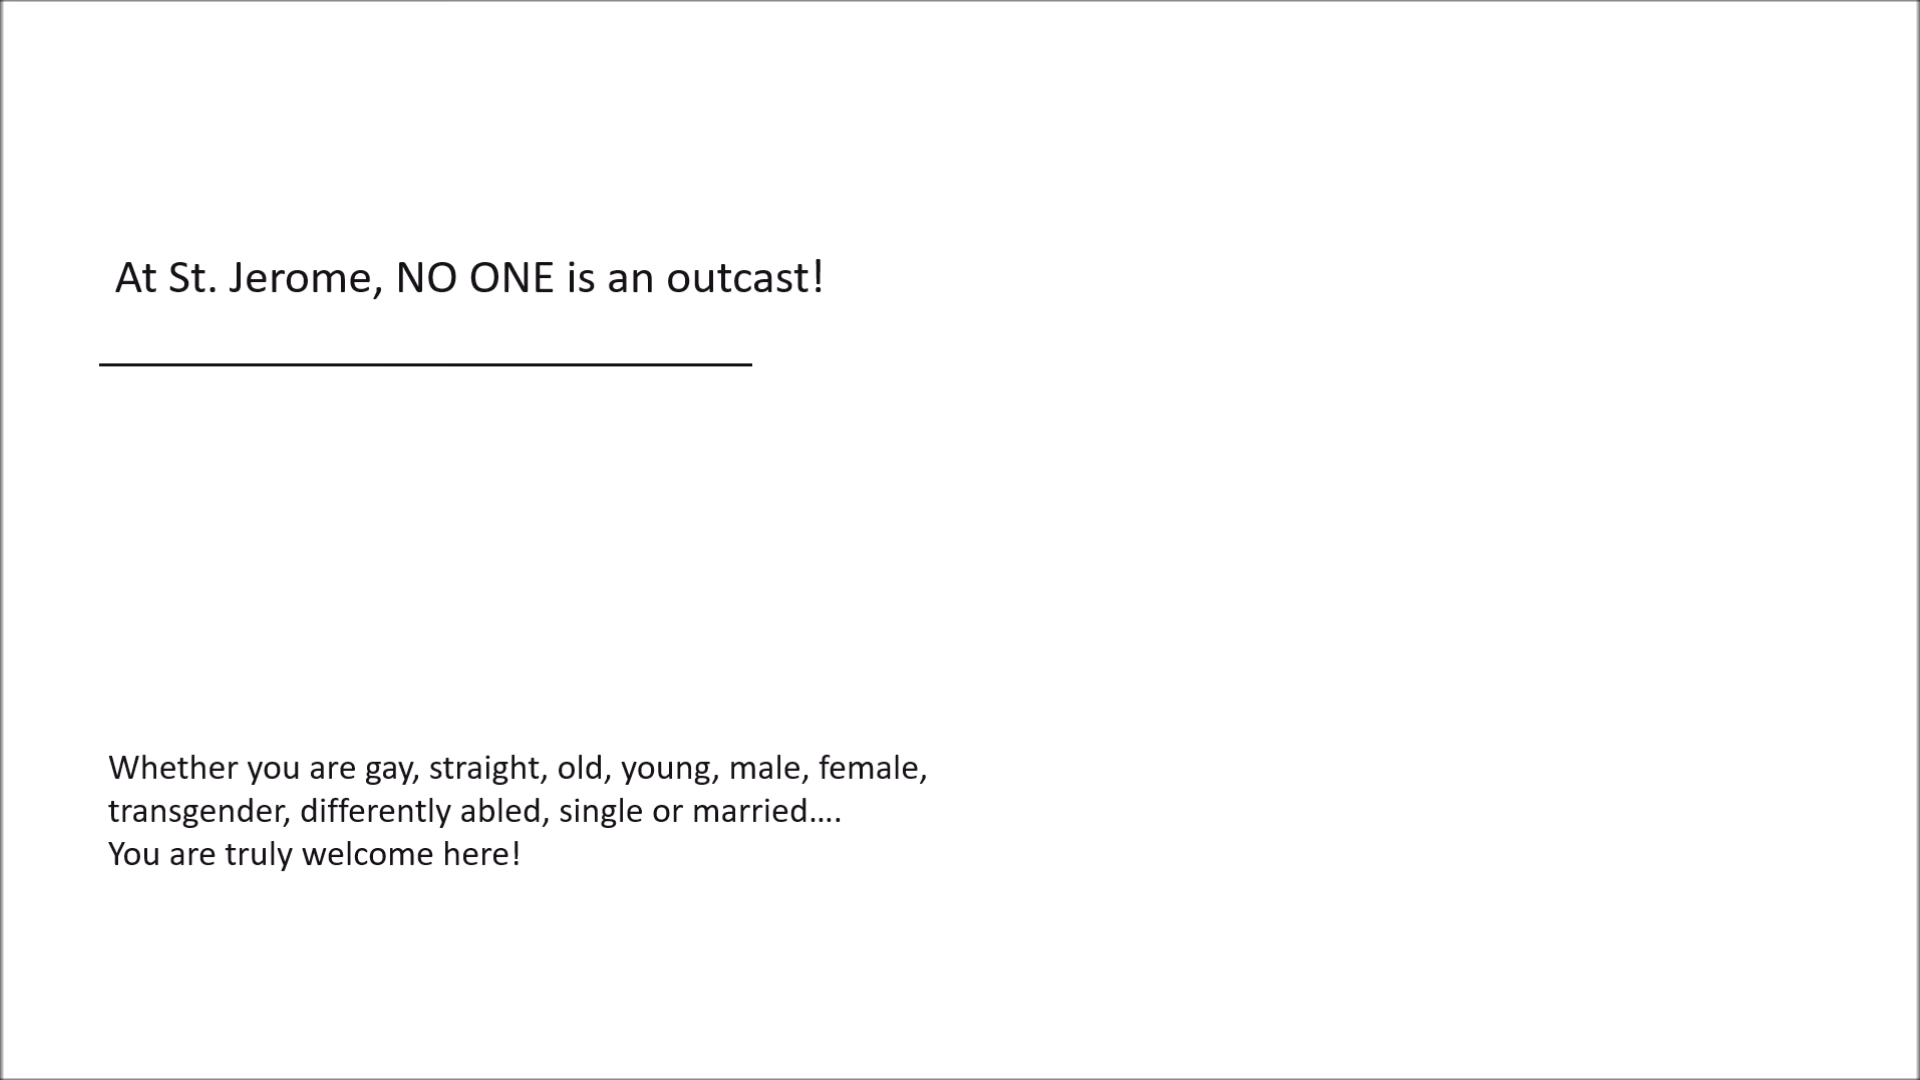 At St. Jerome, NO ONE is an outcast!
Whether you are gay, straight, old, young, male, female,
transgender, differently abled, single or married....
You are truly welcome here!